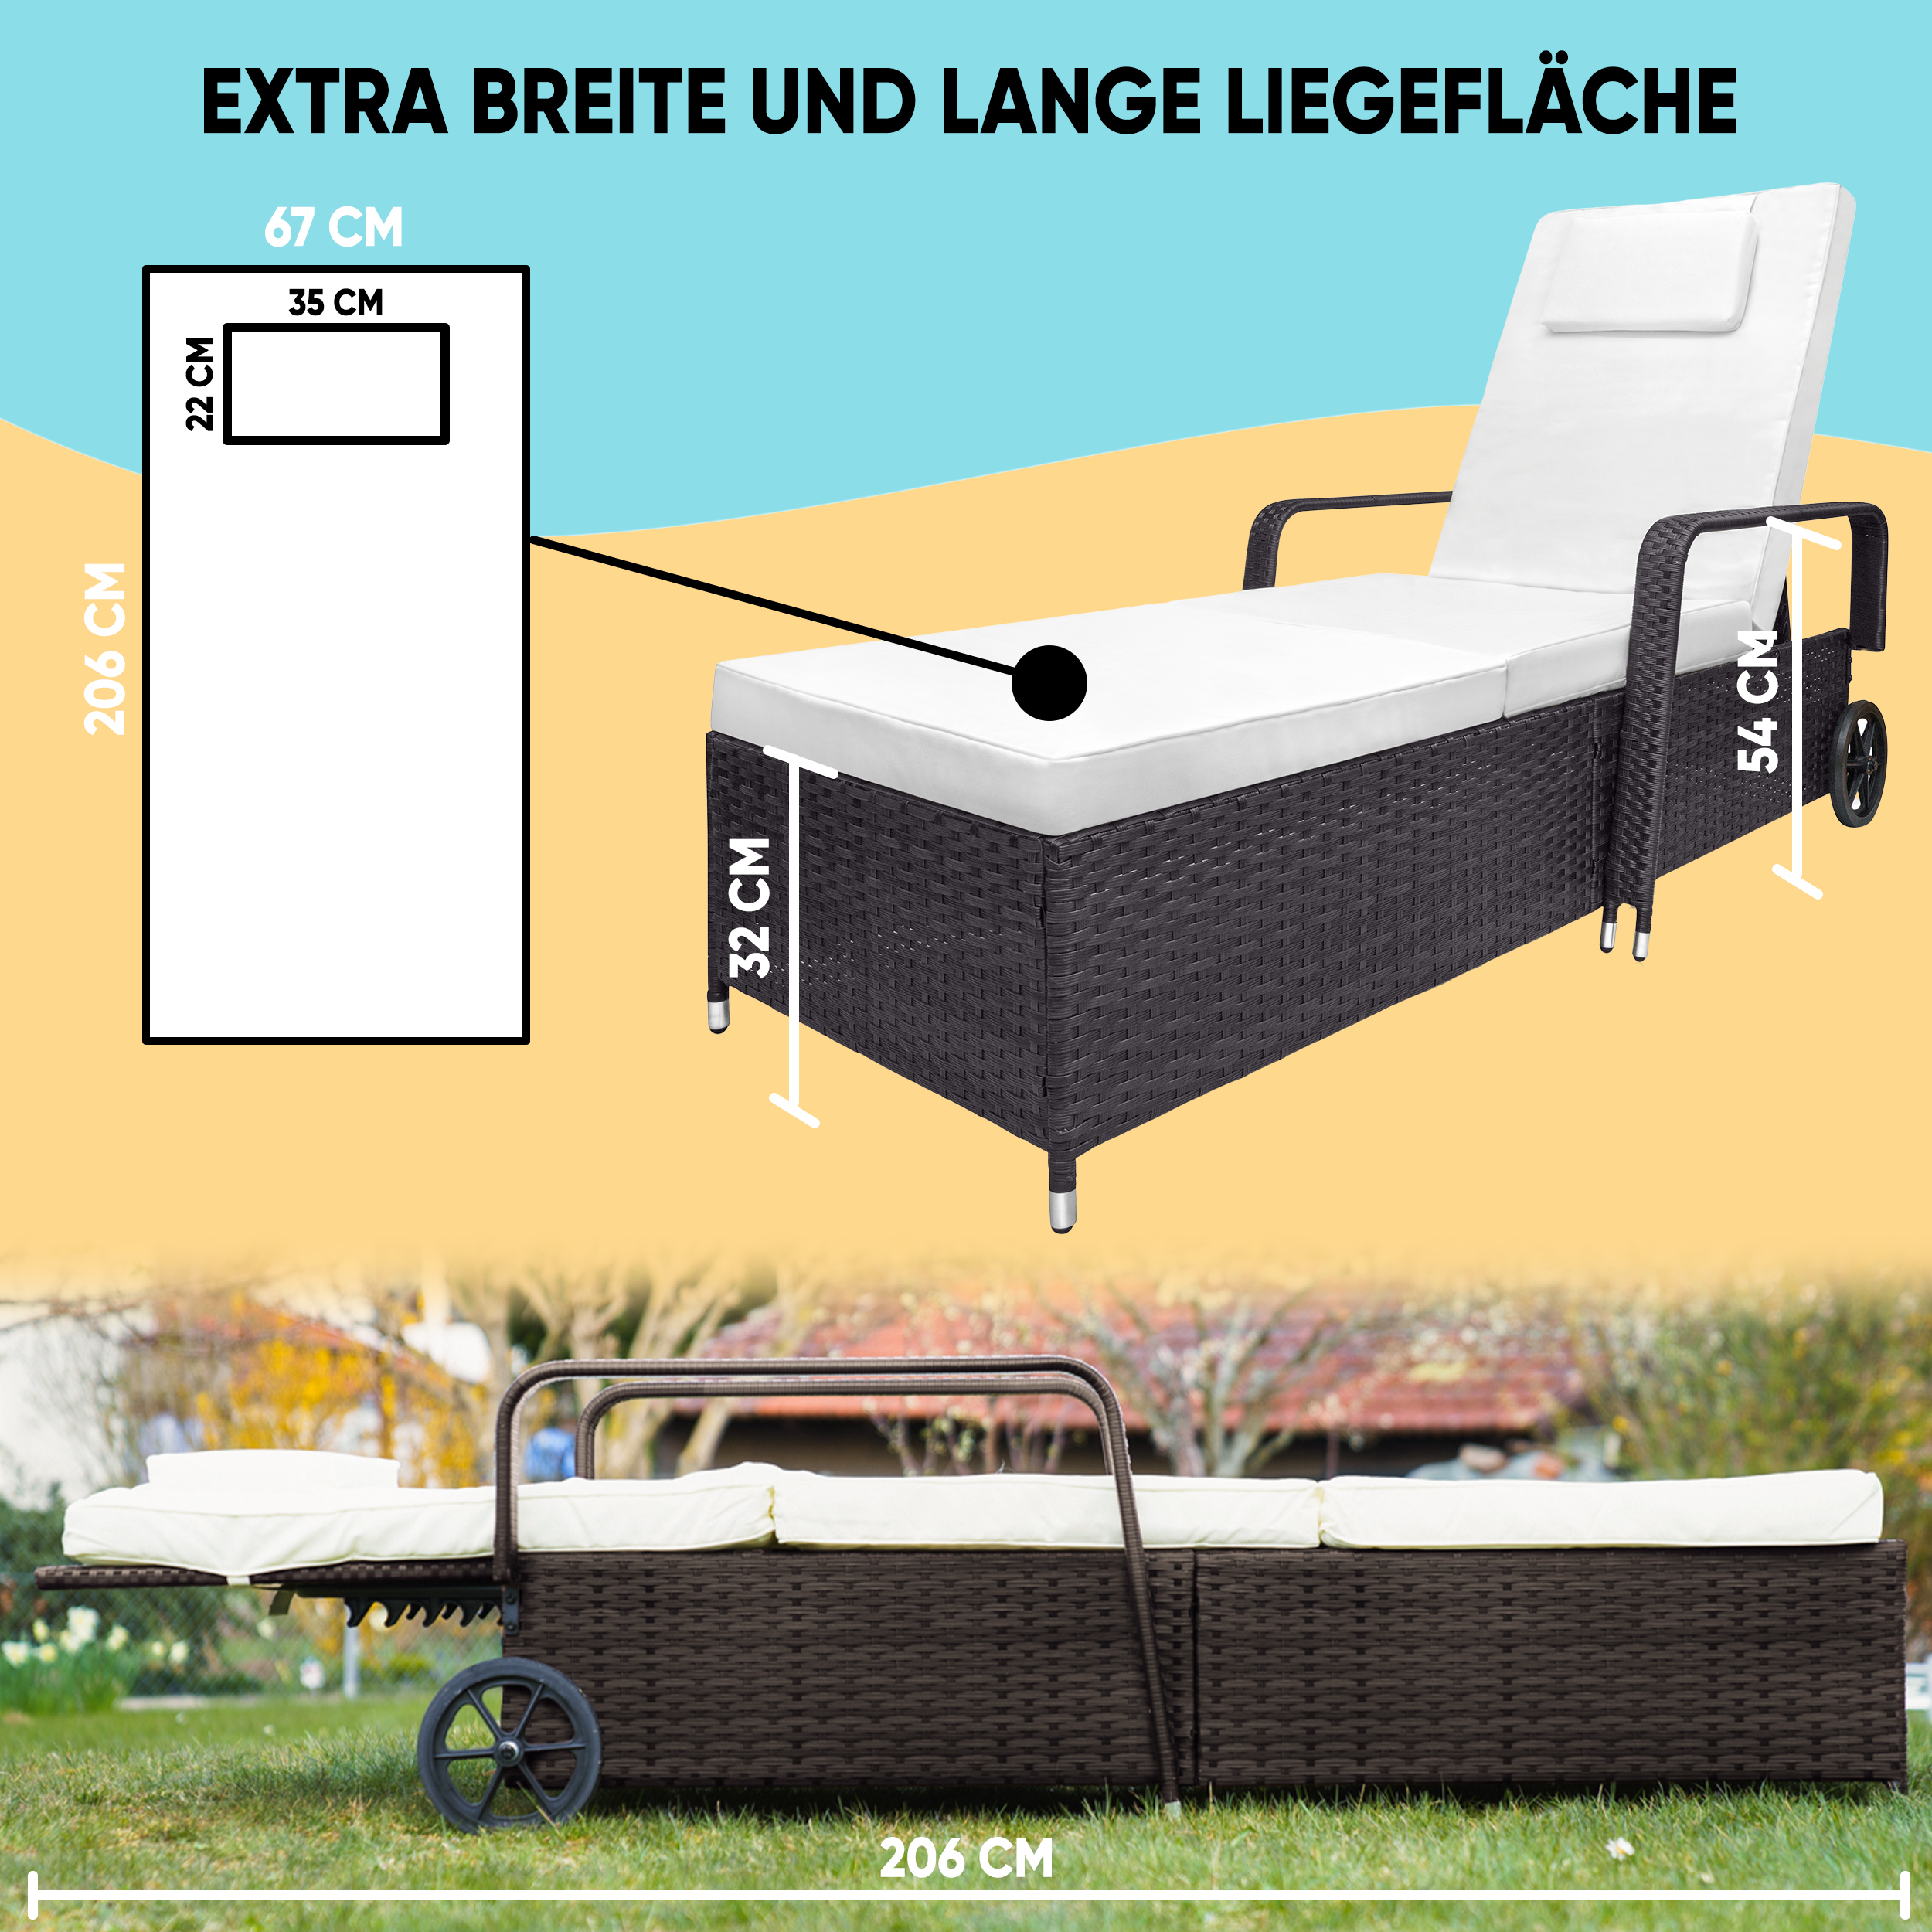 EXTRA BREITE UND LANGE LIEGEFLÄCHE
67 CM
35 CM
22 CM
206 CM
54 CM
32 CM
206 CM